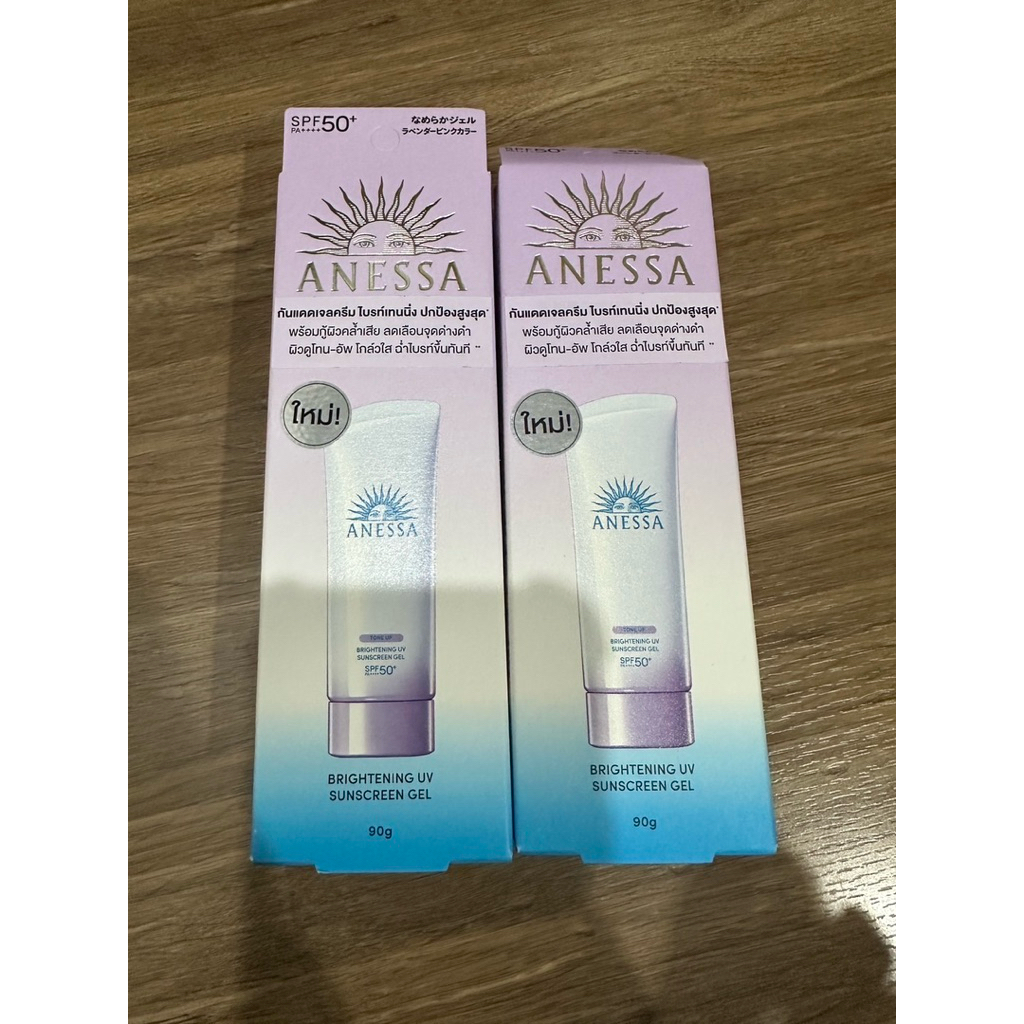 SPF50+
PA++++
なめらかジェル
ラベンダーピンクカラー
ANESSA
กันแดดเจลครีม ไบรท์เทนนิ่ง ปกป้องสูงสุด*
พร้อมกู้ผิวคล้ำเสีย ลดเลือนจุดด่างดำ
ผิวดูโทน-อัพ โกล์วใส ฉ่ำไบรท์ขึ้นทันที **
ใหม่!
ANESSA
TONE UP
BRIGHTENING UV
SUNSCREEN GEL
SPF50+
PA++++
BRIGHTENING UV
SUNSCREEN GEL
90g
SPF50+
ANESSA
กันแดดเจลครีม ไบรท์เทนนิ่ง ปกป้องสูงสุด*
พร้อมกู้ผิวคล้ำเสีย ลดเลือนจุดด่างดำ
ผิวดูโทน-อัพ โกล์วใส ฉ่ำไบรท์ขึ้นทันที **
ใหม่!
ANESSA
TONE UP
BRIGHTENING UV
SUNSCREEN GEL
SPF50+
PA++++
BRIGHTENING UV
SUNSCREEN GEL
90g